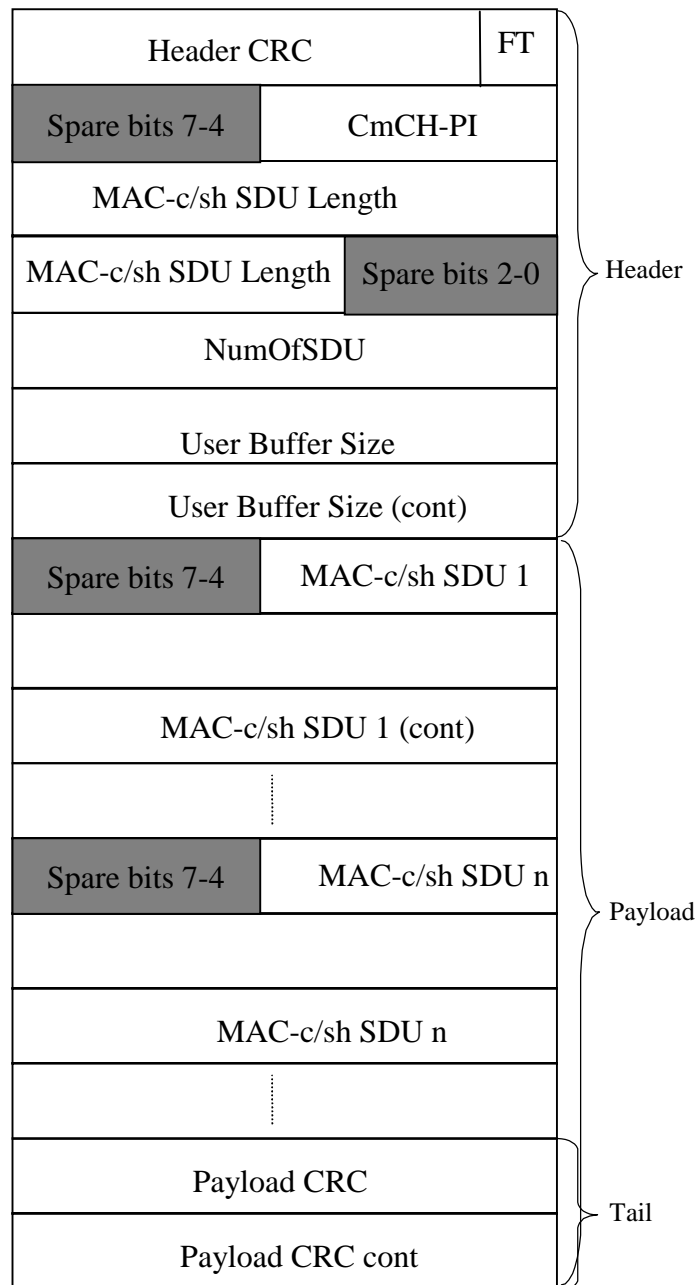 Header CRC FT
Spare bits 7-4 CmCH-PI
MAC-c/sh SDU Length
MAC-c/sh SDU Length Spare bits 2-0
Header
NumOfSDU
User Buffer Size
User Buffer Size (cont)
Spare bits 7-4 MAC-c/sh SDU 1
MAC-c/sh SDU 1 (cont)
Spare bits 7-4 MAC-c/sh SDU n
Payload
MAC-c/sh SDU n
Payload CRC
Tail
Payload CRC cont